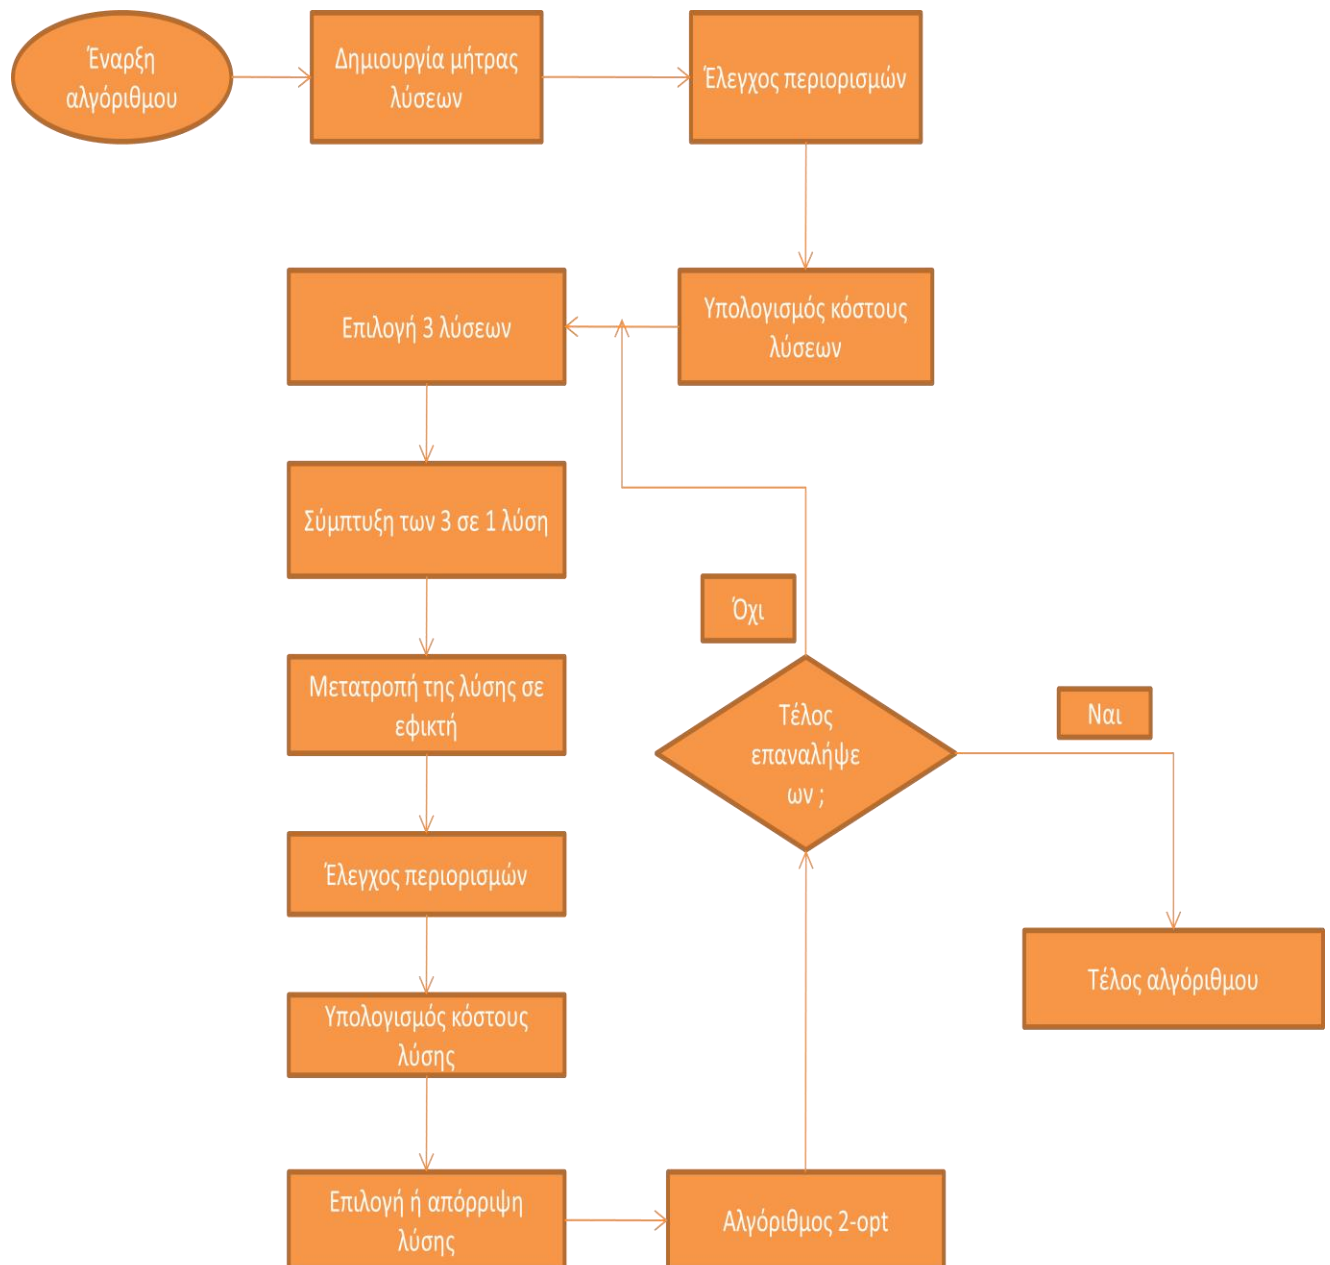 Έναρξη
αλγόριθμου
Δημιουργία μήτρας
λύσεων
Έλεγχος περιορισμών
Υπολογισμός κόστους
λύσεων
Επιλογή 3 λύσεων
Σύμπτυξη των 3 σε 1 λύση
Μετατροπή της λύσης σε
εφικτή
Έλεγχος περιορισμών
Υπολογισμός κόστους
λύσης
Επιλογή ή απόρριψη
λύσης
Αλγόριθμος 2-opt
Τέλος
επαναλήψε
ων ;
Όχι
Ναι
Τέλος αλγόριθμου